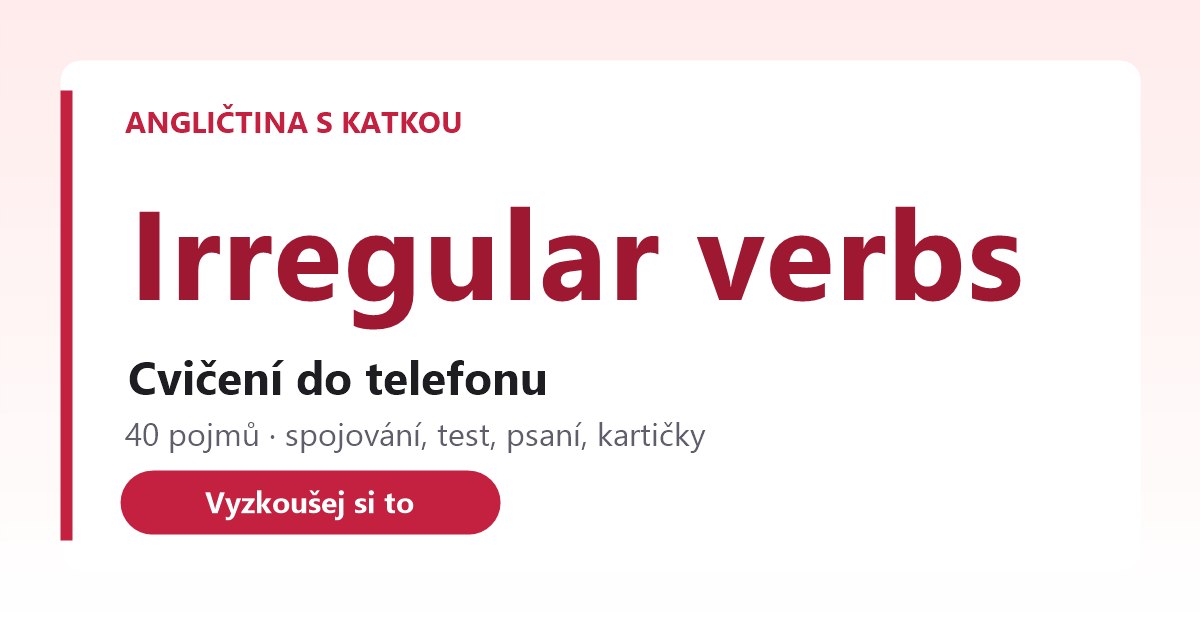 ANGLIČTINA S KATKOU
Irregular verbs
Cvičení do telefonu
40 pojmů · spojování, test, psaní, kartičky
Vyzkoušej si to